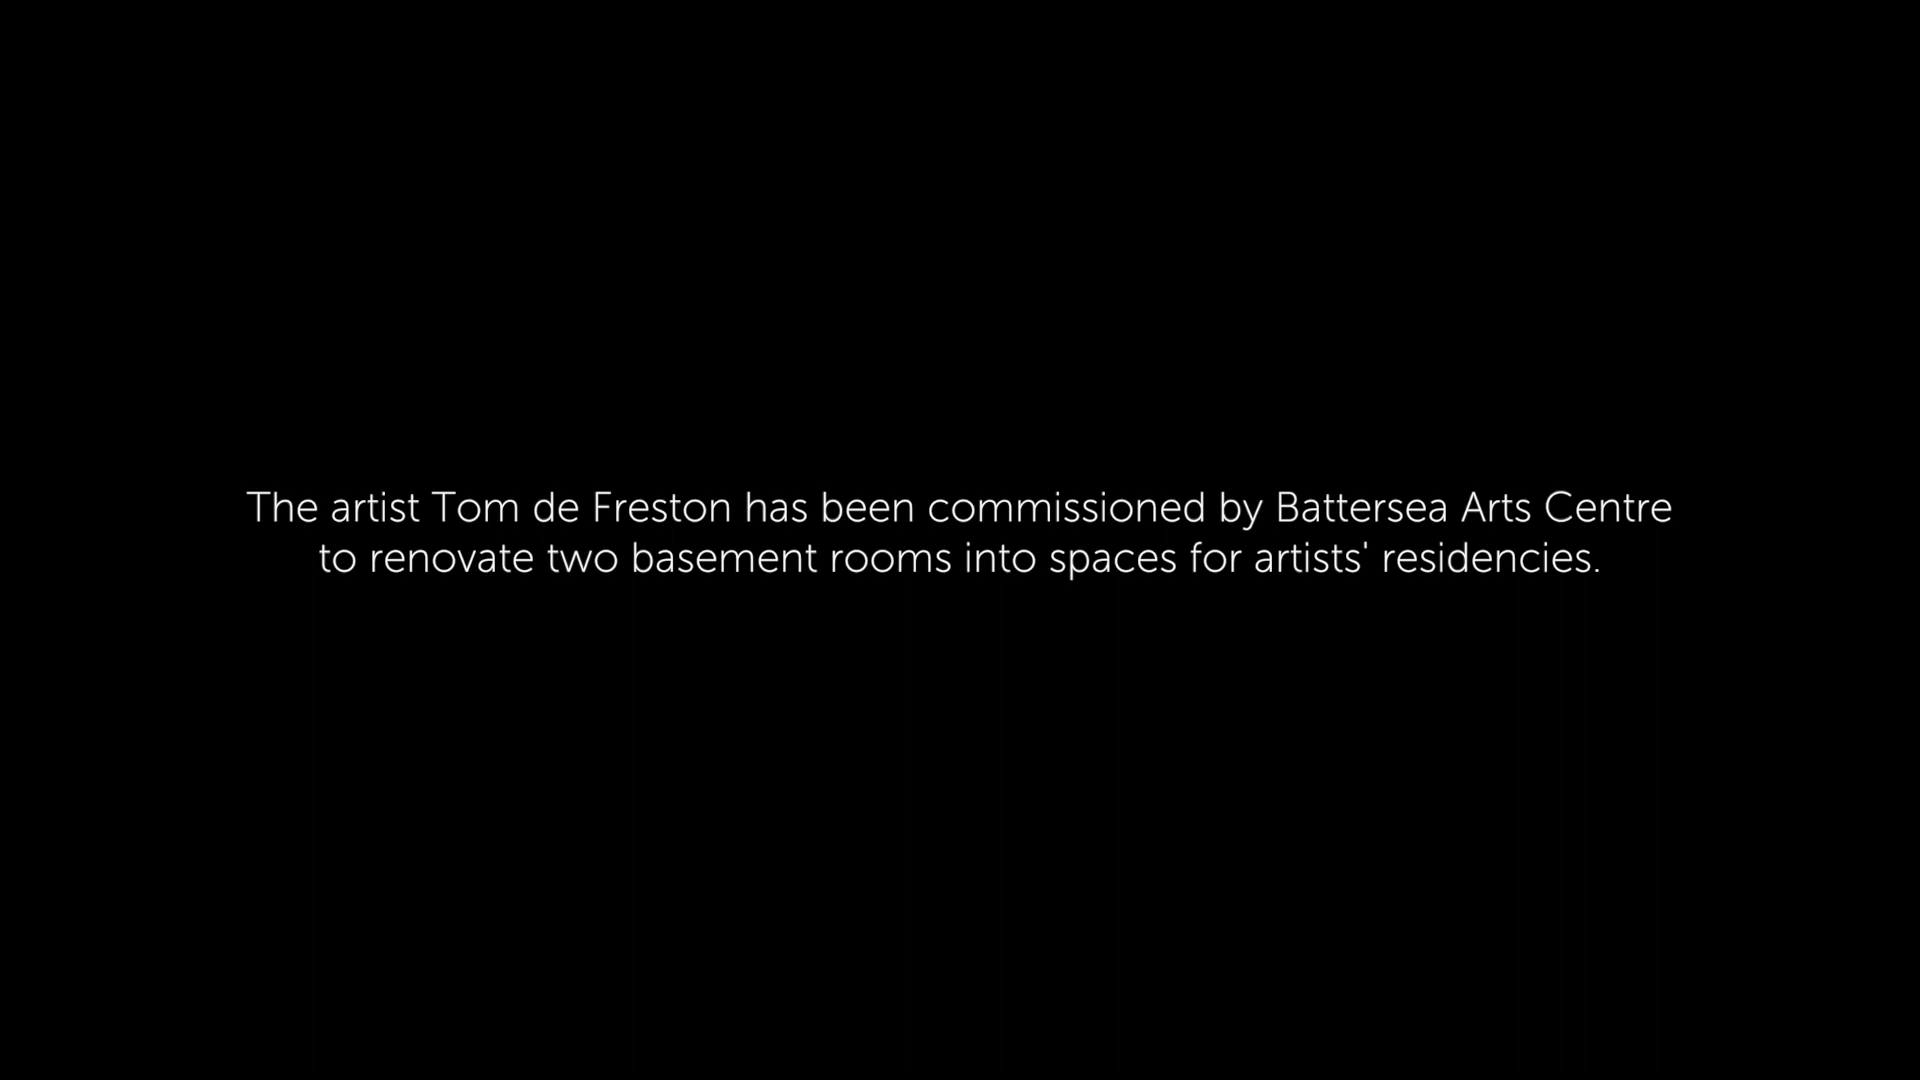 The artist Tom de Freston has been commissioned by Battersea Arts Centre
to renovate two basement rooms into spaces for artists' residencies.